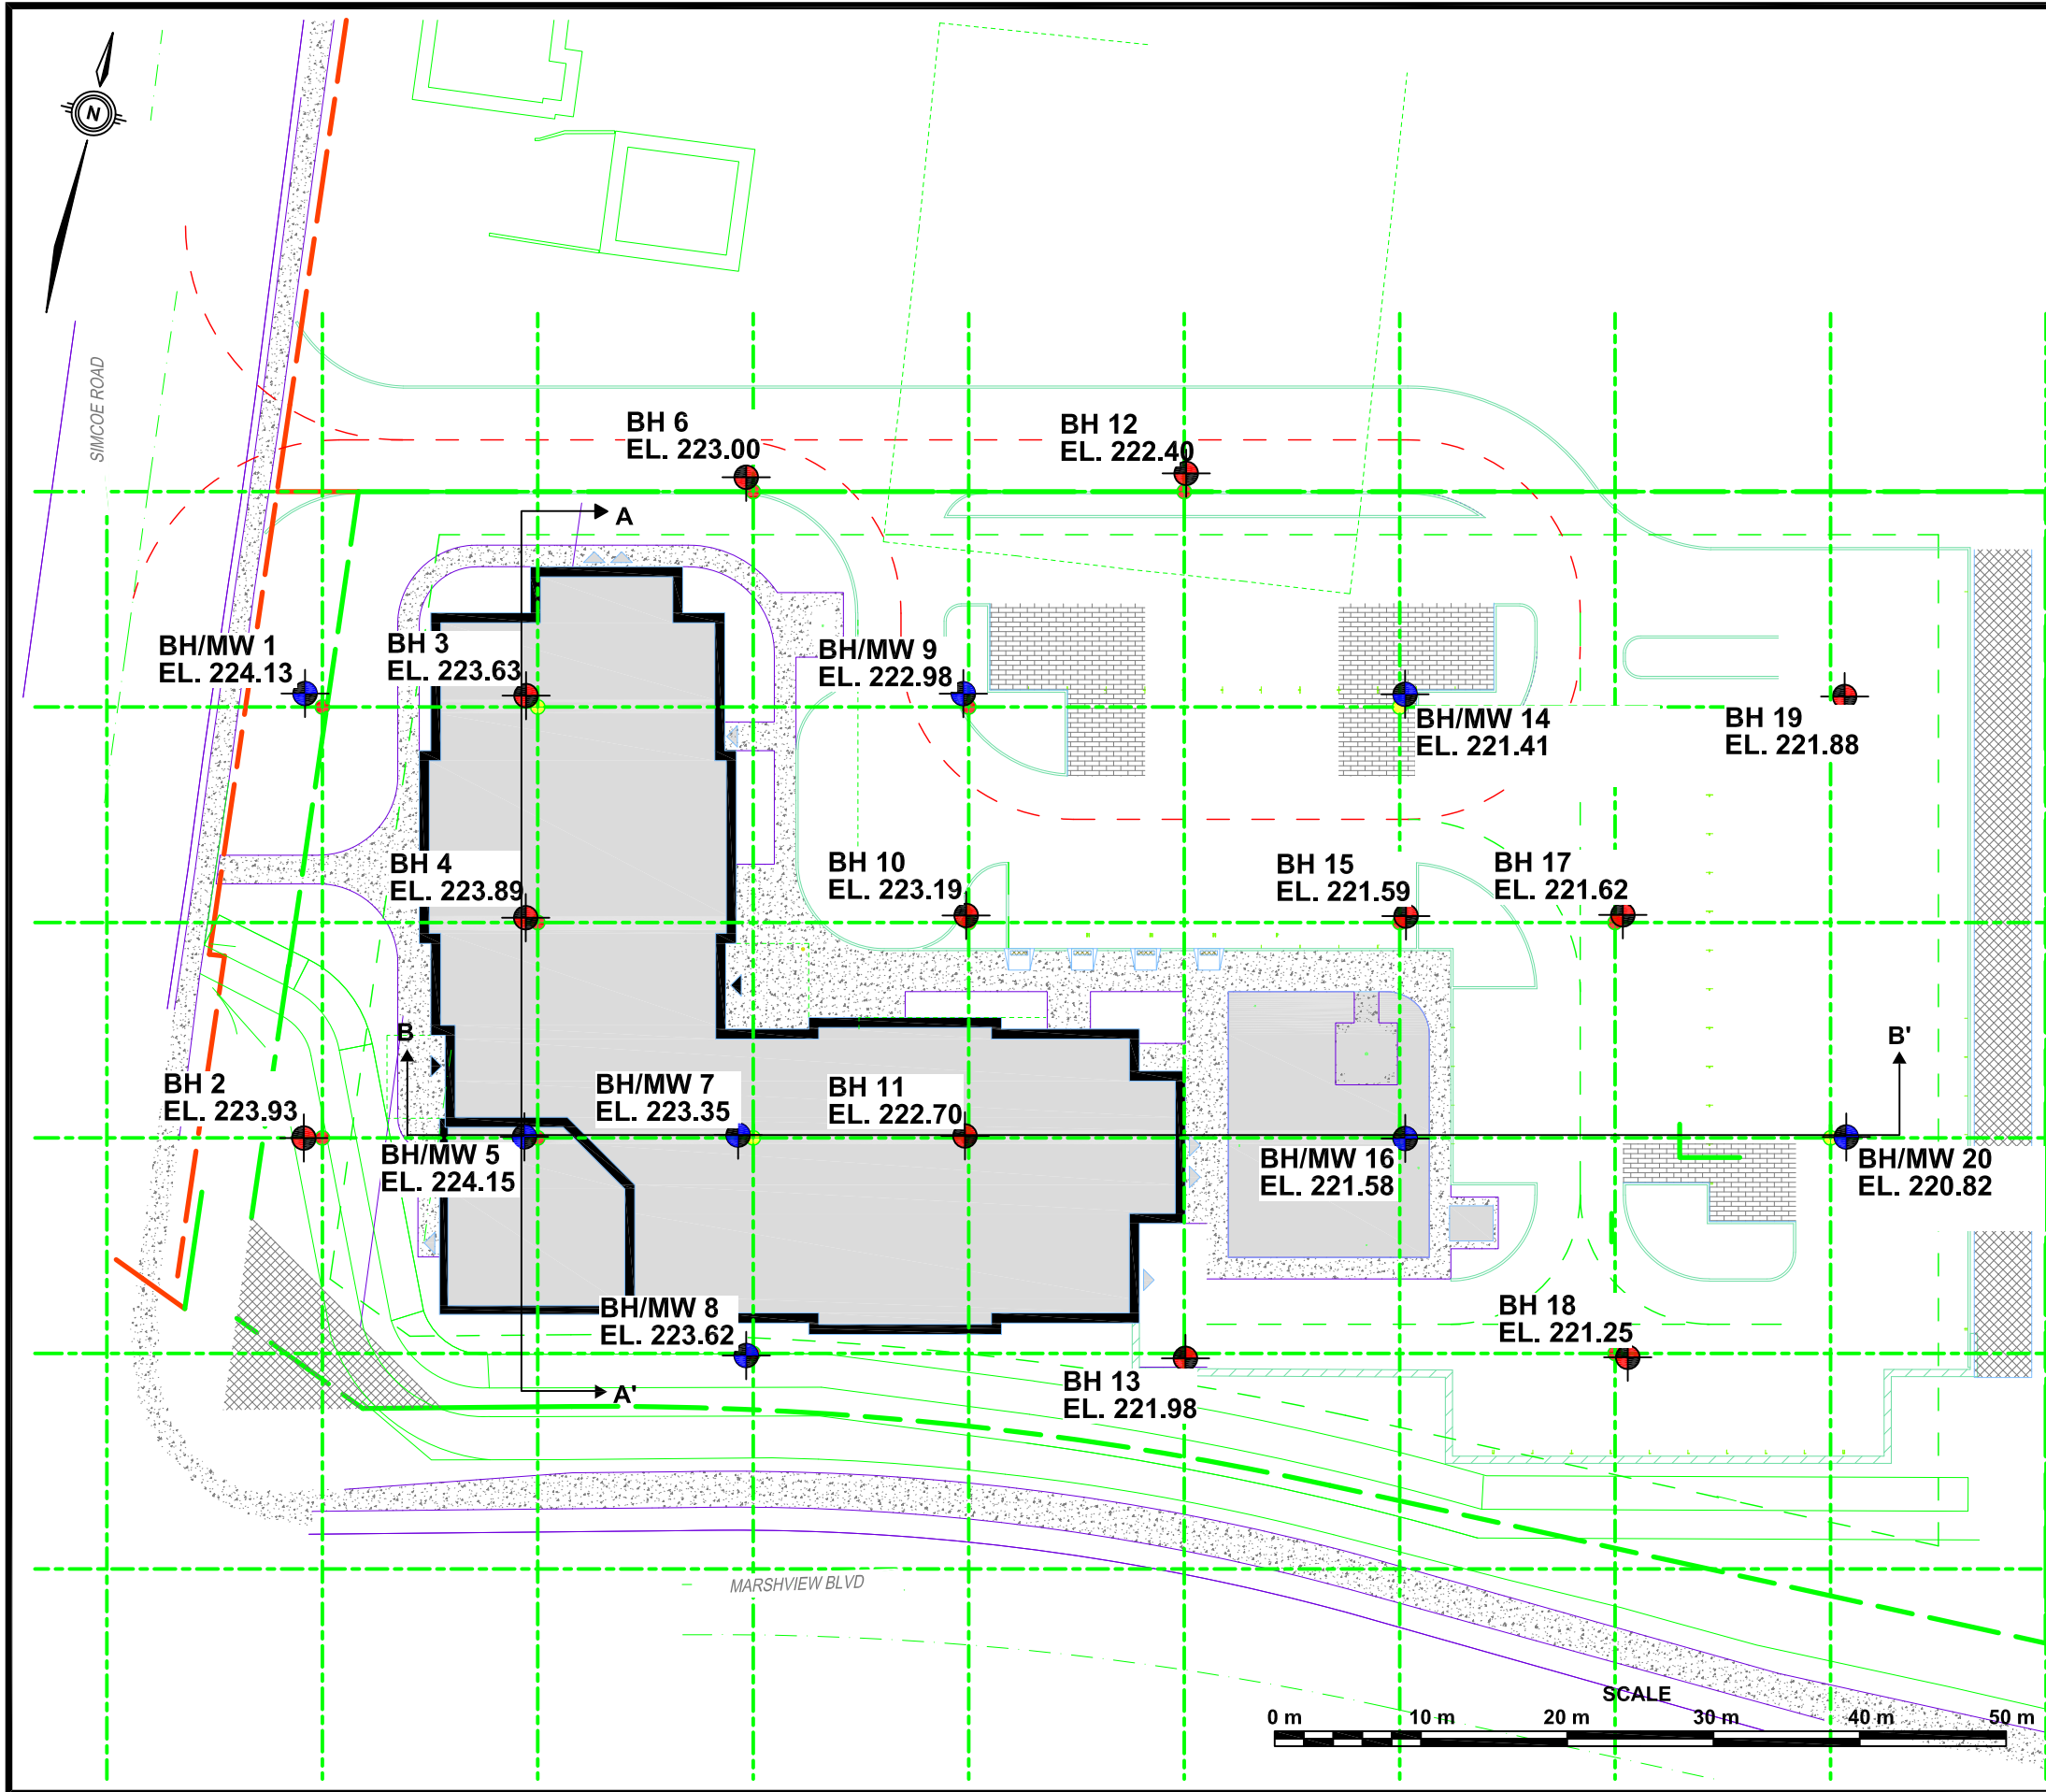 N
SIMCOE ROAD
BH 6
EL. 223.00
BH 12
EL. 222.40
A
BH/MW 1
EL. 224.13
BH 3
EL. 223.63
BH/MW 9
EL. 222.98
BH/MW 14
EL. 221.41
BH 19
EL. 221.88
BH 4
EL. 223.89
BH 10
EL. 223.19
BH 15
EL. 221.59
BH 17
EL. 221.62
B
B'
BH 2
EL. 223.93
BH/MW 7
EL. 223.35
BH 11
EL. 222.70
BH/MW 5
EL. 224.15
BH/MW 16
EL. 221.58
BH/MW 20
EL. 220.82
BH/MW 8
EL. 223.62
BH 18
EL. 221.25
A'
BH 13
EL. 221.98
MARSHVIEW BLVD
SCALE
0 m 10 m 20 m 30 m 40 m 50 m